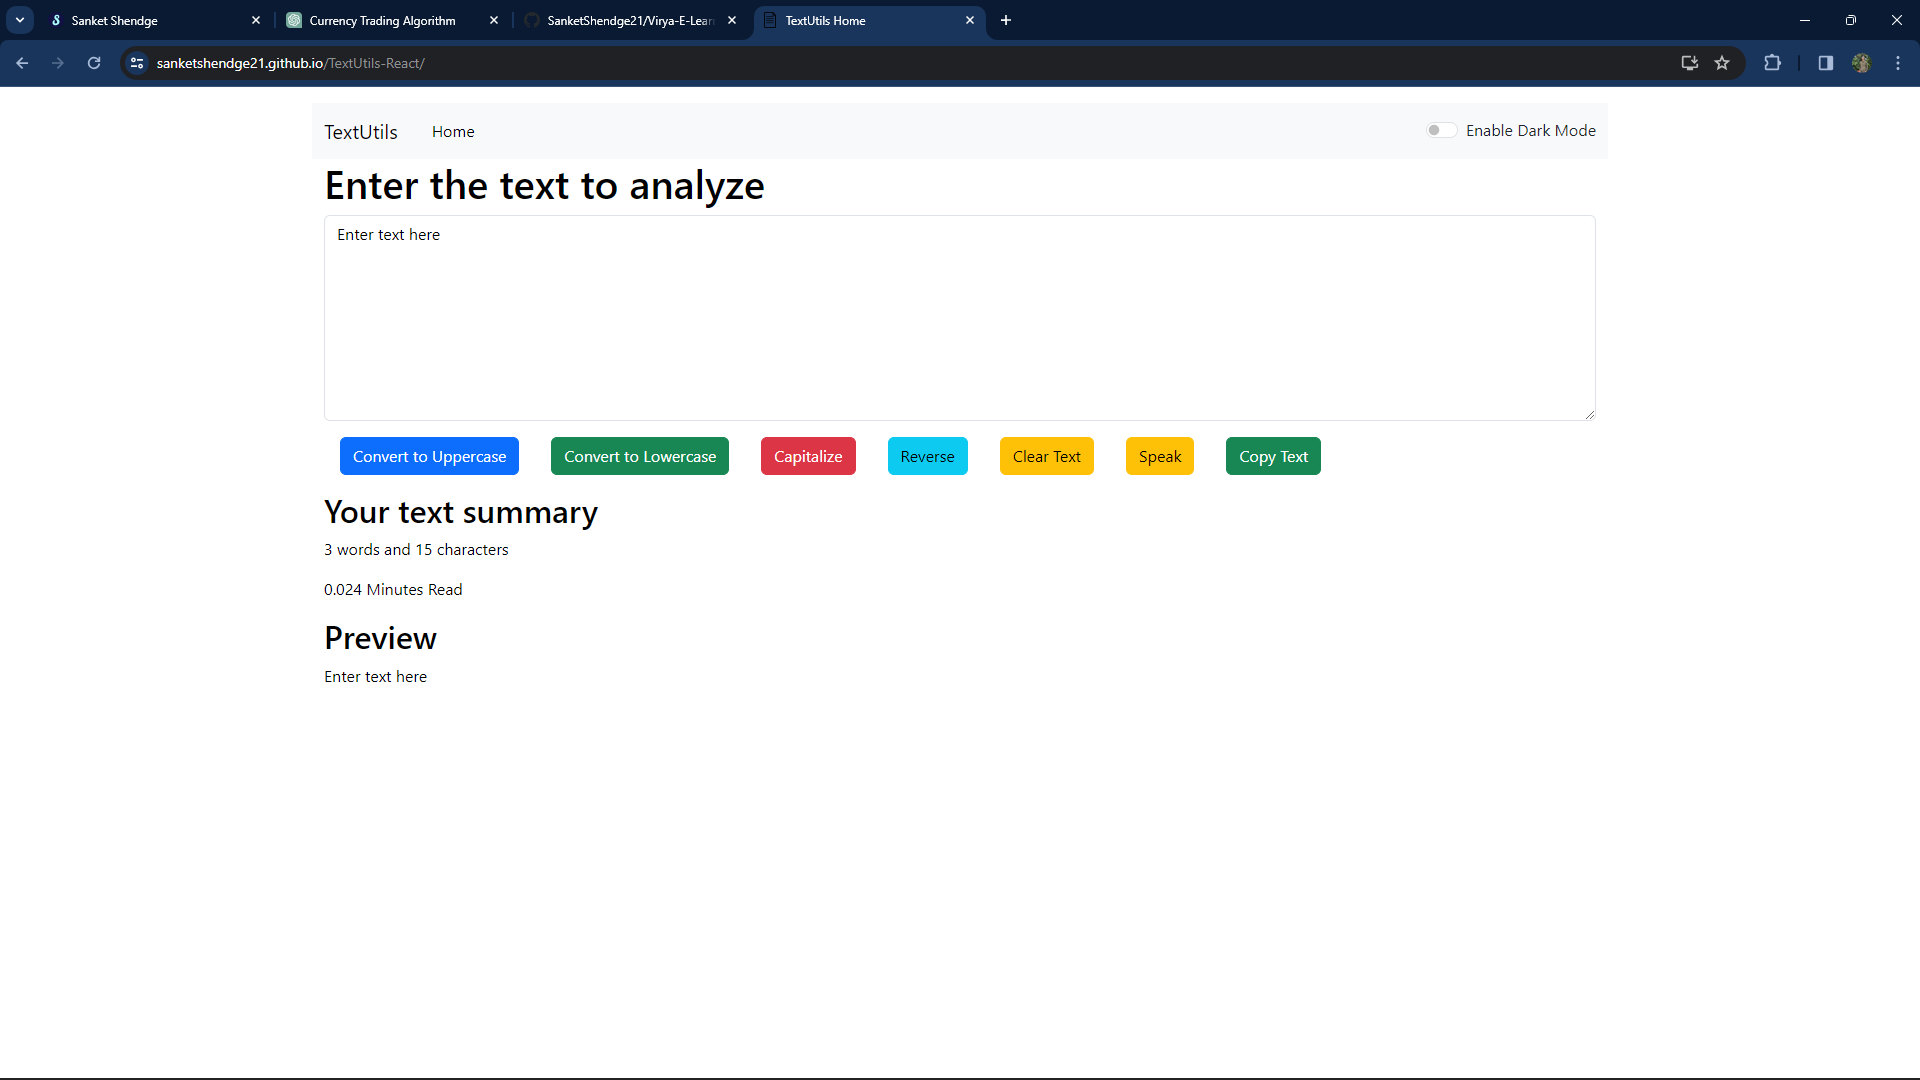 Sanket Shendge
Currency Trading Algorithm
SanketShendge21/Virya-E-Lear
TextUtils Home
sanketshendge21.github.io/TextUtils-React/
TextUtils
Home
Enable Dark Mode
Enter the text to analyze
Enter text here
Convert to Uppercase
Convert to Lowercase
Capitalize
Reverse
Clear Text
Speak
Copy Text
Your text summary
3 words and 15 characters
0.024 Minutes Read
Preview
Enter text here